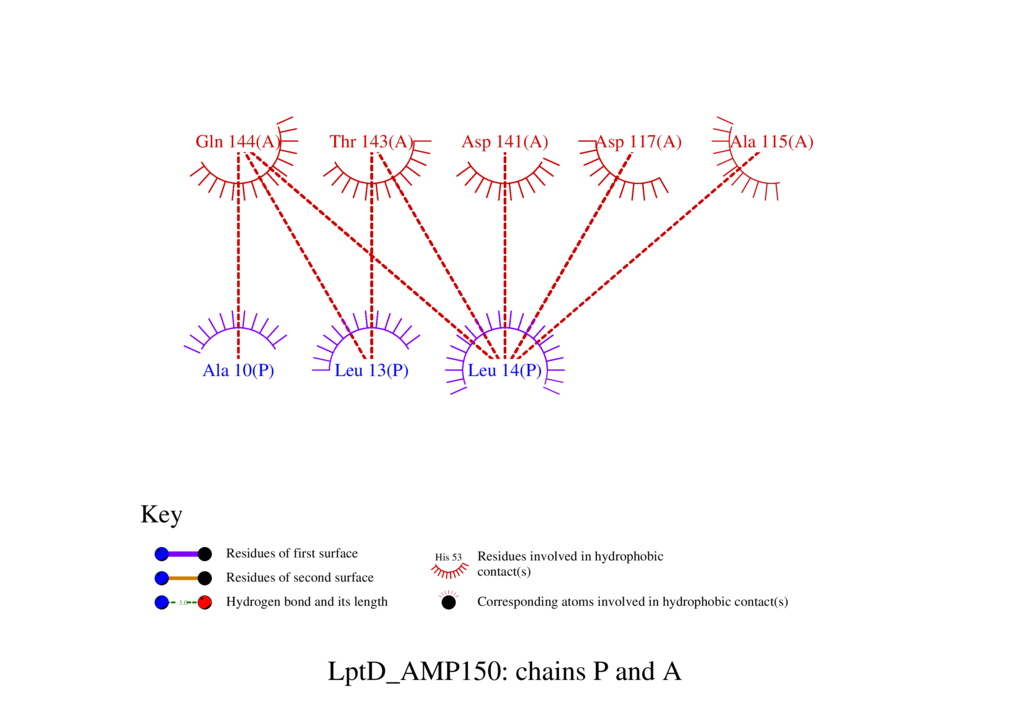 Gln 144(A) Thr 143(A) Asp 141(A) Asp 117(A) Ala 115(A)
Ala 10(P) Leu 13(P) Leu 14(P)
Key
Residues of first surface
Residues of second surface
3.0
Hydrogen bond and its length
His 53
Residues involved in hydrophobic
contact(s)
Corresponding atoms involved in hydrophobic contact(s)
LptD_AMP150: chains P and A